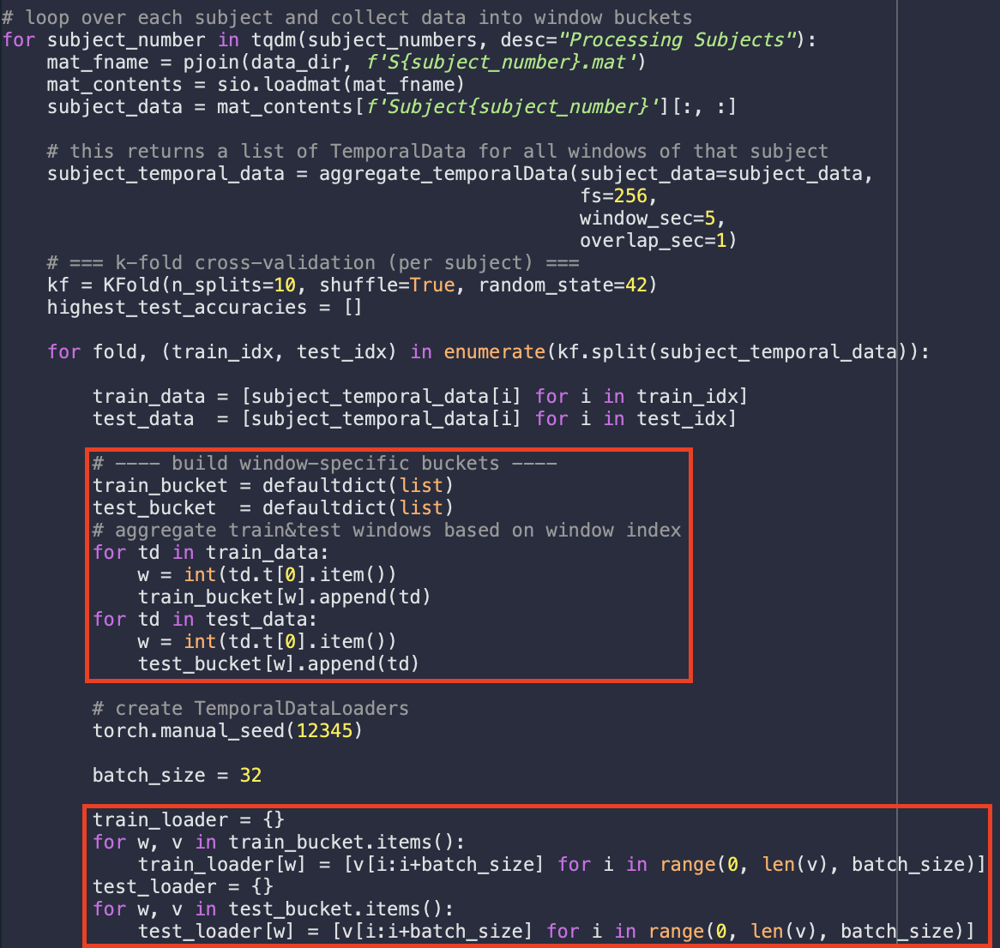 # loop over each subject and collect data into window buckets
for subject_number in tqdm(subject_numbers, desc="Processing Subjects"):
    mat_fname = pjoin(data_dir, f'S{subject_number}.mat')
    mat_contents = sio.loadmat(mat_fname)
    subject_data = mat_contents[f'Subject{subject_number}'][:, :]

    # this returns a list of TemporalData for all windows of that subject
    subject_temporal_data = aggregate_temporalData(subject_data=subject_data,
                                                   fs=256,
                                                   window_sec=5,
                                                   overlap_sec=1)
    # === k-fold cross-validation (per subject) ===
    kf = KFold(n_splits=10, shuffle=True, random_state=42)
    highest_test_accuracies = []

    for fold, (train_idx, test_idx) in enumerate(kf.split(subject_temporal_data)):

        train_data = [subject_temporal_data[i] for i in train_idx]
        test_data  = [subject_temporal_data[i] for i in test_idx]

        # ---- build window-specific buckets ----
        train_bucket = defaultdict(list)
        test_bucket  = defaultdict(list)
        # aggregate train&test windows based on window index
        for td in train_data:
            w = int(td.t[0].item())
            train_bucket[w].append(td)
        for td in test_data:
            w = int(td.t[0].item())
            test_bucket[w].append(td)

        # create TemporalDataLoaders
        torch.manual_seed(12345)

        batch_size = 32

        train_loader = {}
        for w, v in train_bucket.items():
            train_loader[w] = [v[i:i+batch_size] for i in range(0, len(v), batch_size)]
        test_loader = {}
        for w, v in test_bucket.items():
            test_loader[w] = [v[i:i+batch_size] for i in range(0, len(v), batch_size)]